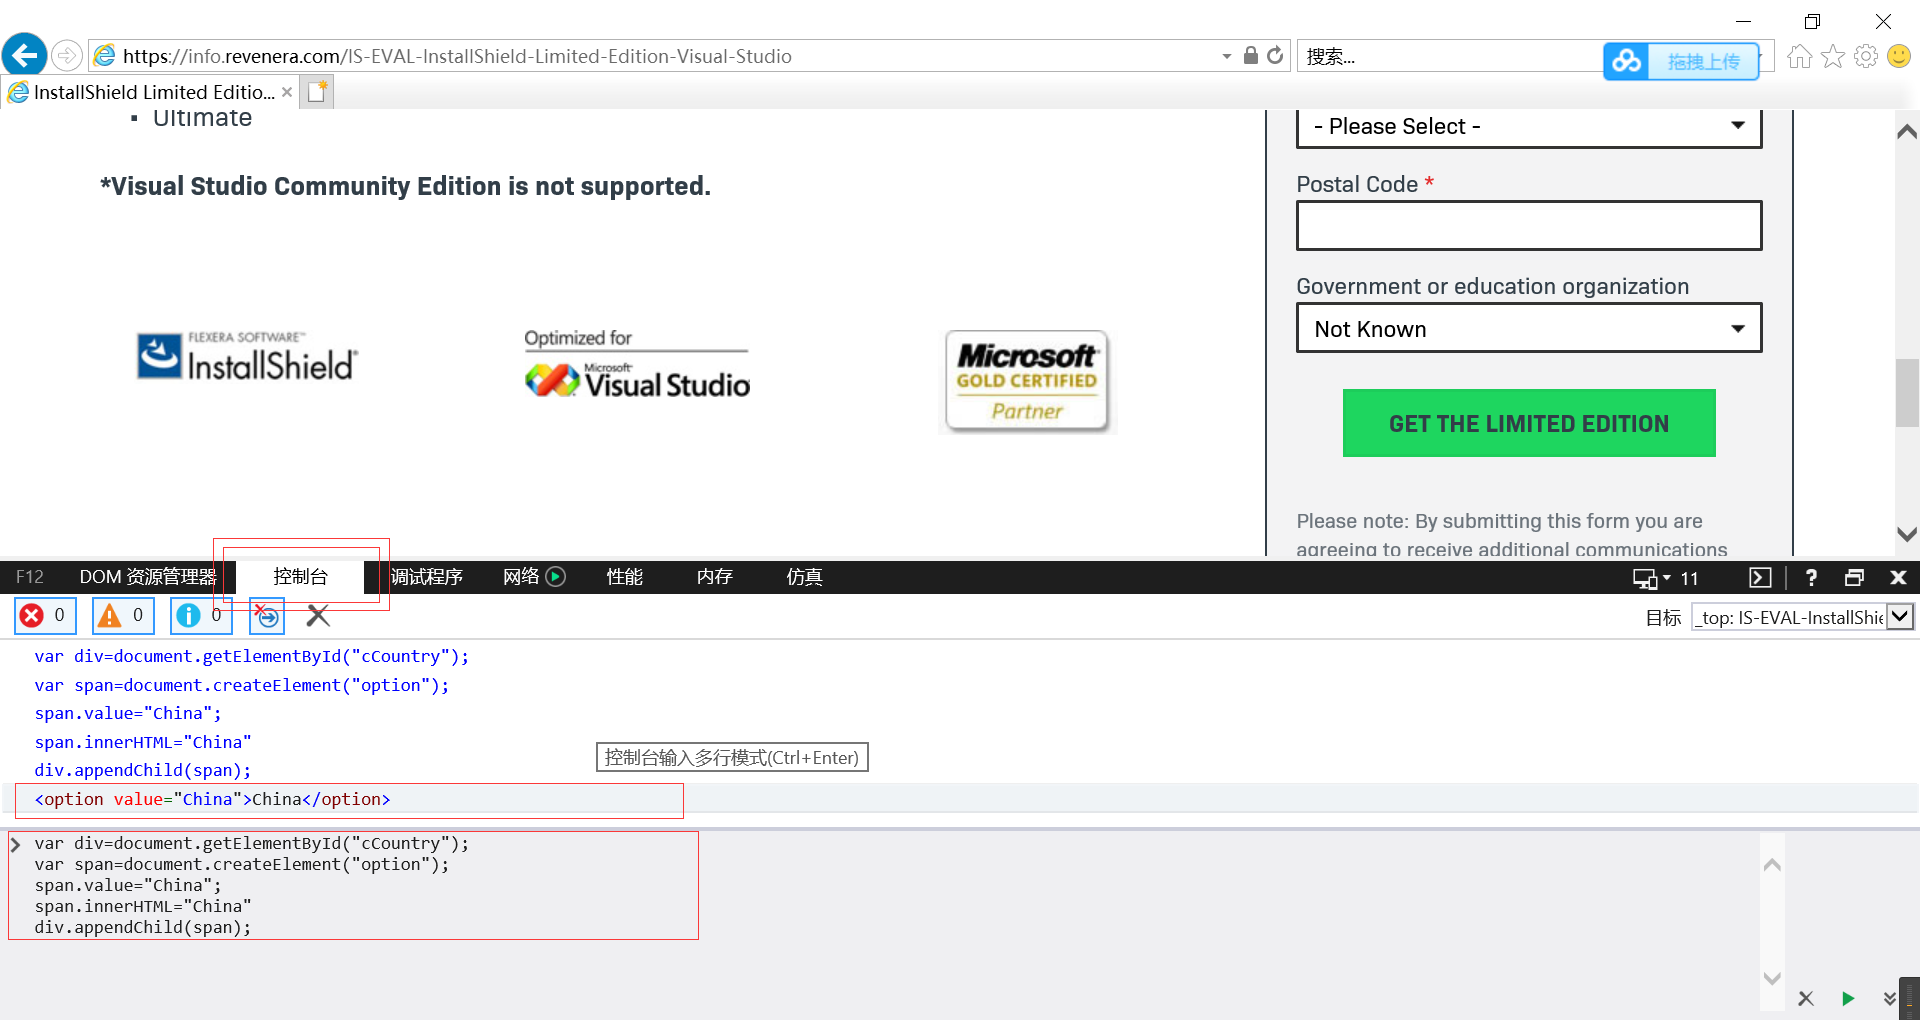 https://info.revenera.com/IS-EVAL-InstallShield-Limited-Edition-Visual-Studio
搜索...
拖拽上传
InstallShield Limited Editio...
Ultimate
- Please Select -
*Visual Studio Community Edition is not supported.
Postal Code *
Government or education organization
Not Known
FLEXERA SOFTWARE™
InstallShield®
Optimized for
Microsoft®
Visual Studio
Microsoft
GOLD CERTIFIED
Partner
GET THE LIMITED EDITION
Please note: By submitting this form you are
agreeing to receive additional communications
F12 DOM 资源管理器 控制台 调试程序 网络 性能 内存 仿真 11 ?
0 0 0 目标 _top: IS-EVAL-InstallShie
var div=document.getElementById("cCountry");
var span=document.createElement("option");
span.value="China";
span.innerHTML="China"
div.appendChild(span);
控制台输入多行模式(Ctrl+Enter)
<option value="China">China</option>
var div=document.getElementById("cCountry");
var span=document.createElement("option");
span.value="China";
span.innerHTML="China"
div.appendChild(span);